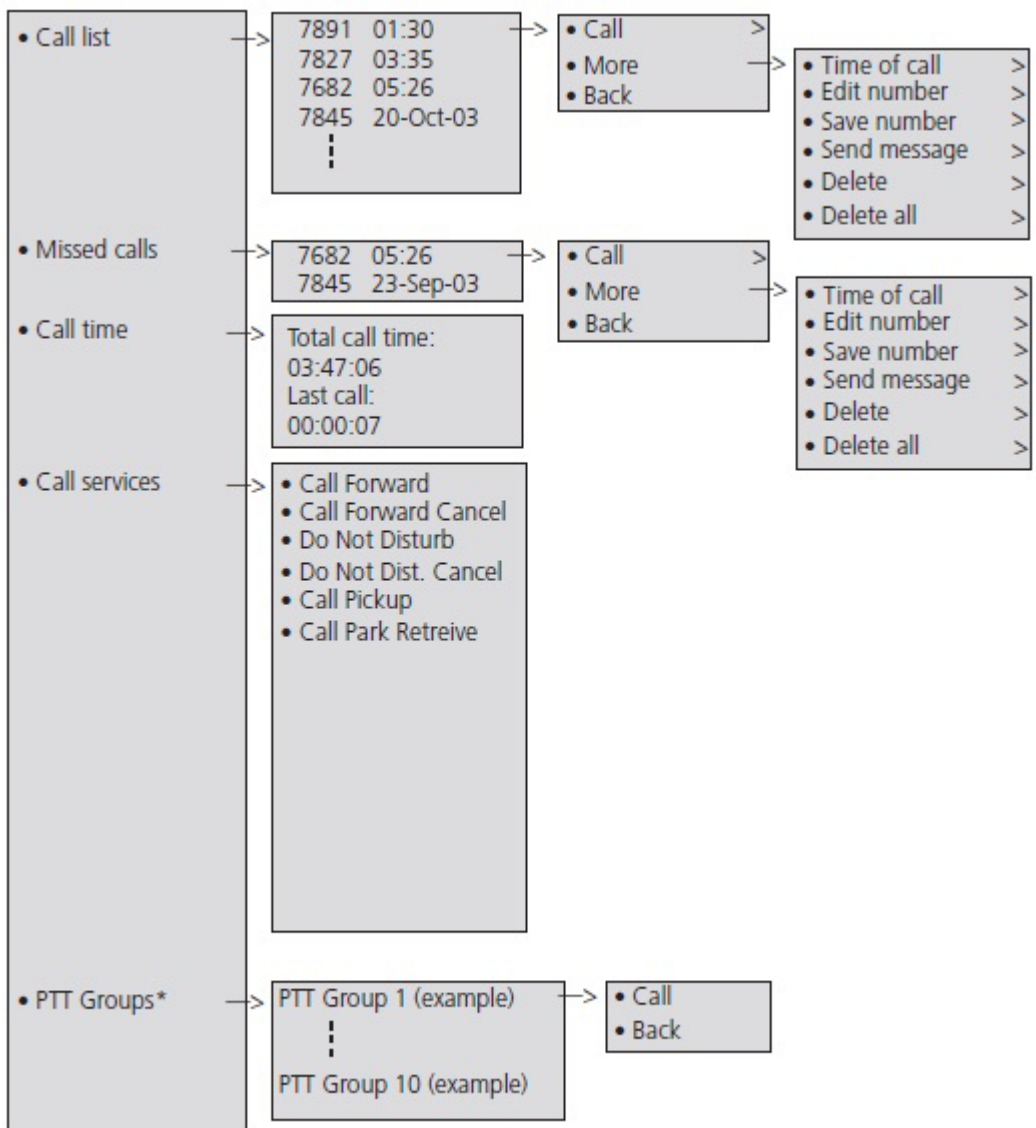 • Call list
7891 01:30
7827 03:35
7682 05:26
7845 20-Oct-03
• Call >
• More
• Back
• Time of call >
• Edit number >
• Save number >
• Send message >
• Delete >
• Delete all >
• Missed calls
7682 05:26
7845 23-Sep-03
• Call >
• More
• Back
• Time of call >
• Edit number >
• Save number >
• Send message >
• Delete >
• Delete all >
• Call time
Total call time:
03:47:06
Last call:
00:00:07
• Call services
• Call Forward
• Call Forward Cancel
• Do Not Disturb
• Do Not Dist. Cancel
• Call Pickup
• Call Park Retreive
• PTT Groups*
PTT Group 1 (example)
PTT Group 10 (example)
• Call
• Back